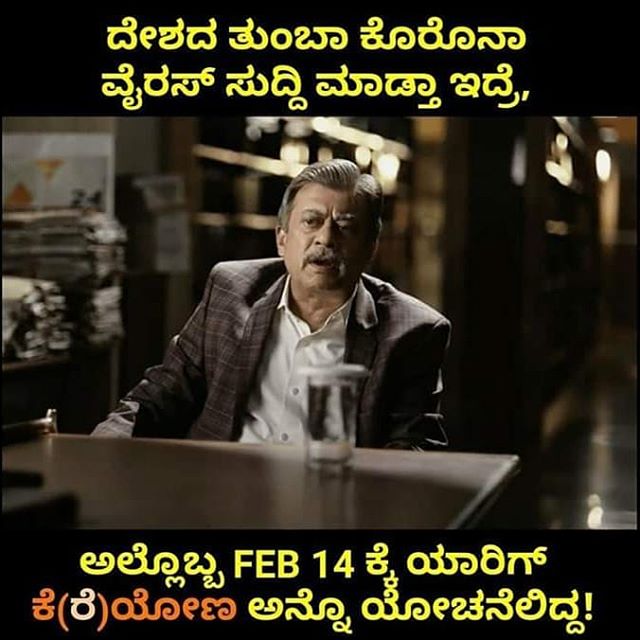 ದೇಶದ ತುಂಬಾ ಕೊರೊನಾ
ವೈರಸ್ ಸುದ್ದಿ ಮಾಡ್ತಾ ಇದ್ರೆ,
ಅಲ್ಲೊಬ್ಬ FEB 14 ಕ್ಕೆ ಯಾರಿಗ್
ಕೆ(ರೆ)ಯೋಣ ಅನ್ನೊ ಯೋಚನೆಲಿದ್ದ!